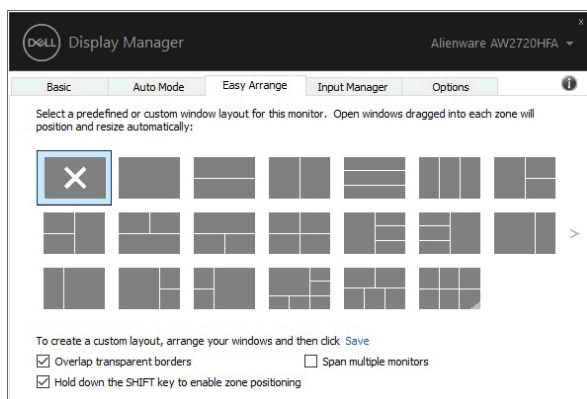 x
DELL Display Manager Alienware AW2720HFA
Basic Auto Mode Easy Arrange Input Manager Options
Select a predefined or custom window layout for this monitor. Open windows dragged into each zone will
position and resize automatically:
To create a custom layout, arrange your windows and then click Save
Overlap transparent borders Span multiple monitors
Hold down the SHIFT key to enable zone positioning